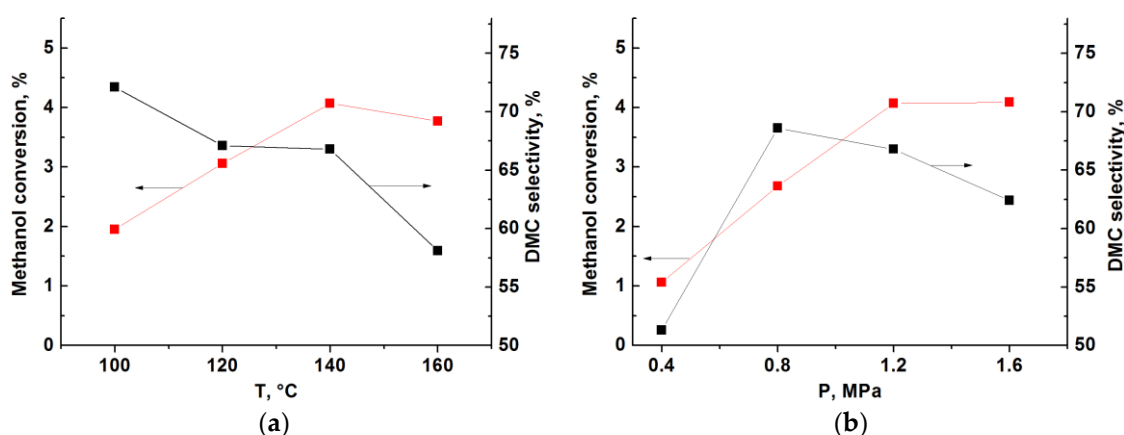 Methanol conversion, %
5
4
3
2
1
0
100 120 140 160
T, °C
75
70
65
60
55
50
DMC selectivity, %
(a)
Methanol conversion, %
5
4
3
2
1
0
0.4 0.8 1.2 1.6
P, MPa
75
70
65
60
55
50
DMC selectivity, %
(b)